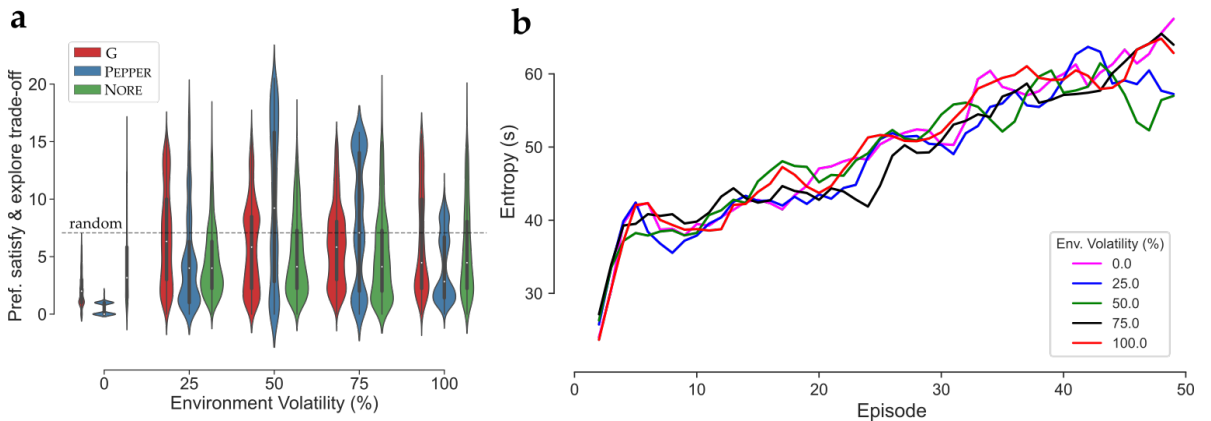 a
G
PEPPER
NORE
Pref. satisfy & explore trade-off
20
15
10
5
0
random
0 25 50 75 100
Environment Volatility (%)
b
Entropy (s)
60
50
40
30
Env. Volatility (%)
0.0
25.0
50.0
75.0
100.0
0 10 20 30 40 50
Episode